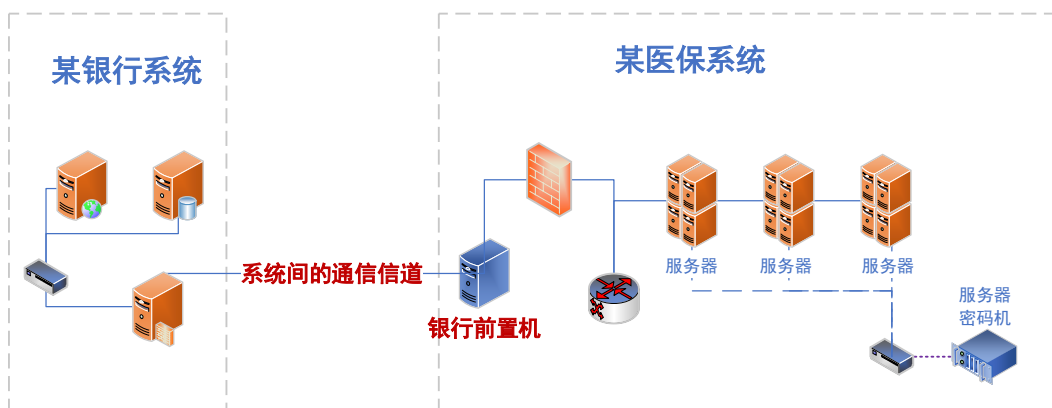 某银行系统
某医保系统
系统间的通信信道
银行前置机
服务器
服务器
服务器
服务器
密码机